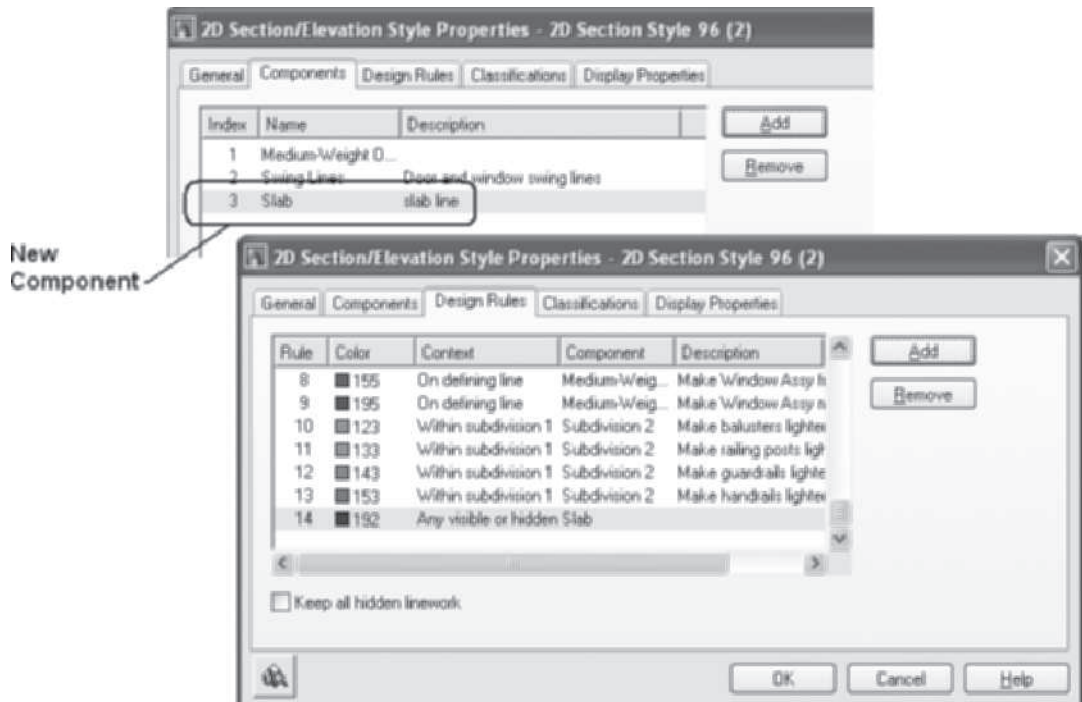 2D Section/Elevation Style Properties - 2D Section Style 96 (2)
General Components Design Rules Classifications Display Properties
Index Name Description
Add
1 Medium-Weight O...
2 Swing Lines Door and window swing lines
Remove
3 Slab slab line
New
Component
2D Section/Elevation Style Properties - 2D Section Style 96 (2)
General Components Design Rules Classifications Display Properties
Rule Color Context Component Description
Add
8 155 On defining line Medium-Weig... Make Window Assy
9 195 On defining line Medium-Weig... Make Window Assy
Remove
10 123 Within subdivision 1 Subdivision 2 Make balusters lighter
11 133 Within subdivision 1 Subdivision 2 Make railing posts ligh
12 143 Within subdivision 1 Subdivision 2 Make guardrails lighte
13 153 Within subdivision 1 Subdivision 2 Make handrails lighter
14 192 Any visible or hidden Slab
Keep all hidden linework
OK Cancel Help